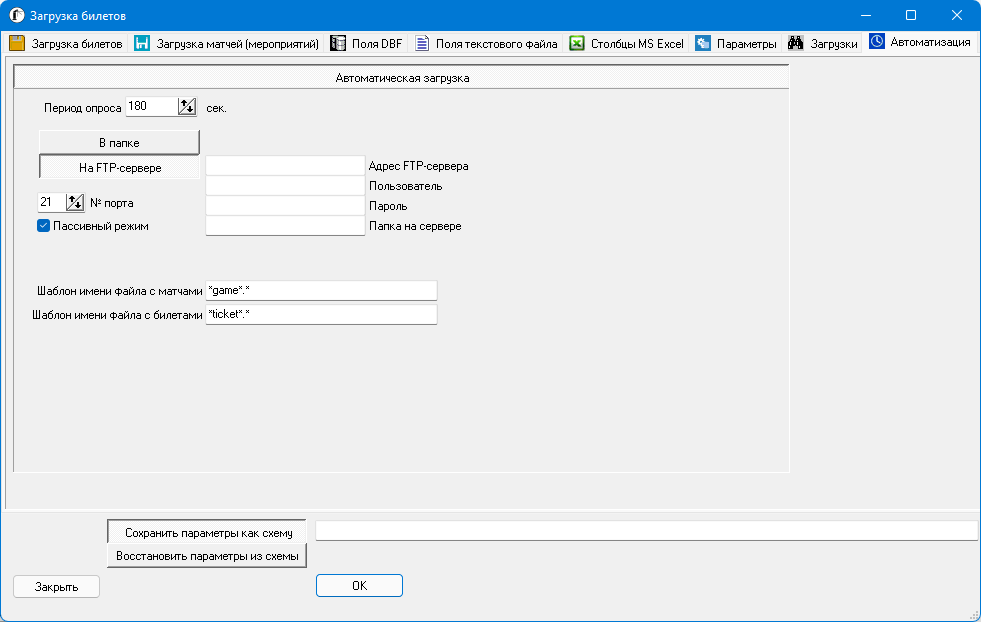 Загрузка билетов
Загрузка билетов Загрузка матчей (мероприятий) Поля DBF Поля текстового файла Столбцы MS Excel Параметры Загрузки Автоматизация
Автоматическая загрузка
Период опроса 180 сек.
В папке
На FTP-сервере Адрес FTP-сервера
Пользователь
21 № порта Пароль
Пассивный режим Папка на сервере
Шаблон имени файла с матчами *game*.*
Шаблон имени файла с билетами *ticket*.*
Сохранить параметры как схему
Восстановить параметры из схемы
Закрыть OK